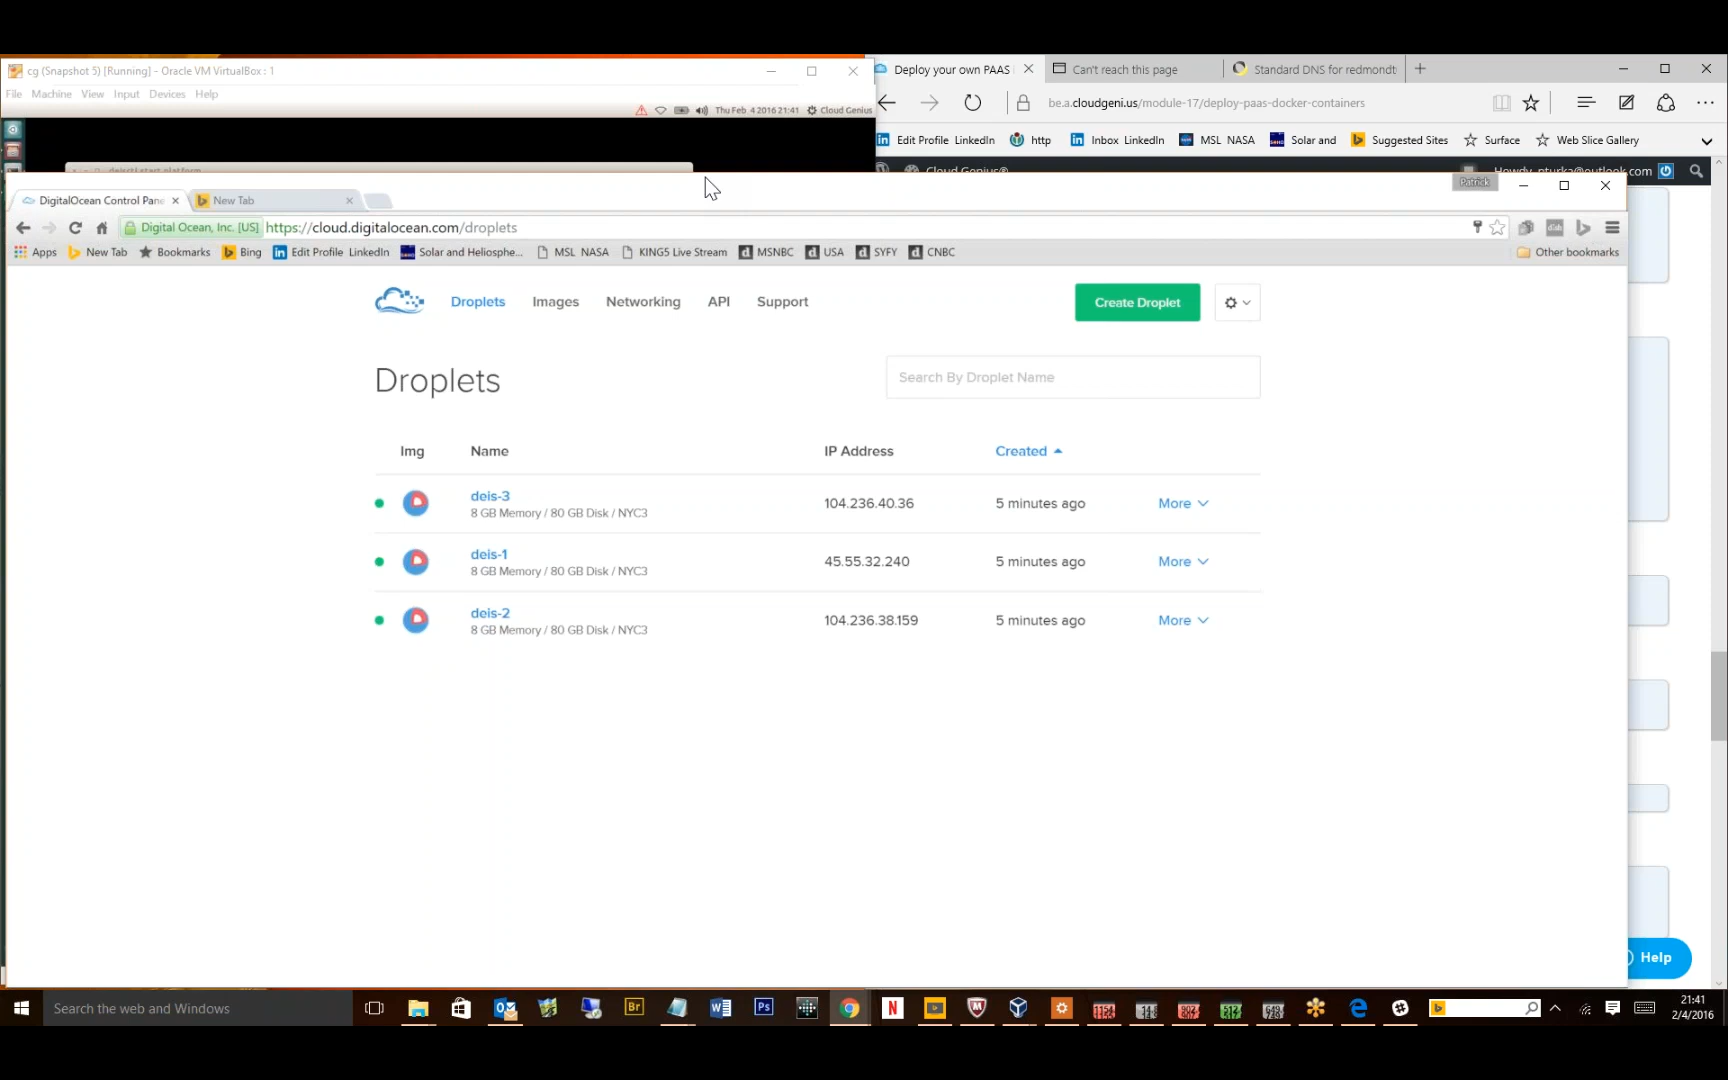 cg (Snapshot 5) [Running] - Oracle VM VirtualBox : 1
File Machine View Input Devices Help
Thu Feb 4 2016 21:41 Cloud Genius
Deploy your own PAAS
Can't reach this page
Standard DNS for redmondt
be.a.cloudgeni.us/module-17/deploy-paas-docker-containers
Edit Profile LinkedIn
http
Inbox LinkedIn
MSL NASA
Solar and
Suggested Sites
Surface
Web Slice Gallery
Cloud Genius®
Howdy, pturka@outlook.com
Patrick
DigitalOcean Control Pane
New Tab
Digital Ocean, Inc. [US] https://cloud.digitalocean.com/droplets
Apps
New Tab
Bookmarks
Bing
Edit Profile LinkedIn
Solar and Heliosphe...
MSL NASA
KING5 Live Stream
MSNBC
USA
SYFY
CNBC
Other bookmarks
Droplets
Images
Networking
API
Support
Create Droplet
Droplets
Search By Droplet Name
Img Name IP Address Created
deis-3 104.236.40.36 5 minutes ago More
8 GB Memory / 80 GB Disk / NYC3
deis-1 45.55.32.240 5 minutes ago More
8 GB Memory / 80 GB Disk / NYC3
deis-2 104.236.38.159 5 minutes ago More
8 GB Memory / 80 GB Disk / NYC3
Help
Search the web and Windows
21:41
2/4/2016